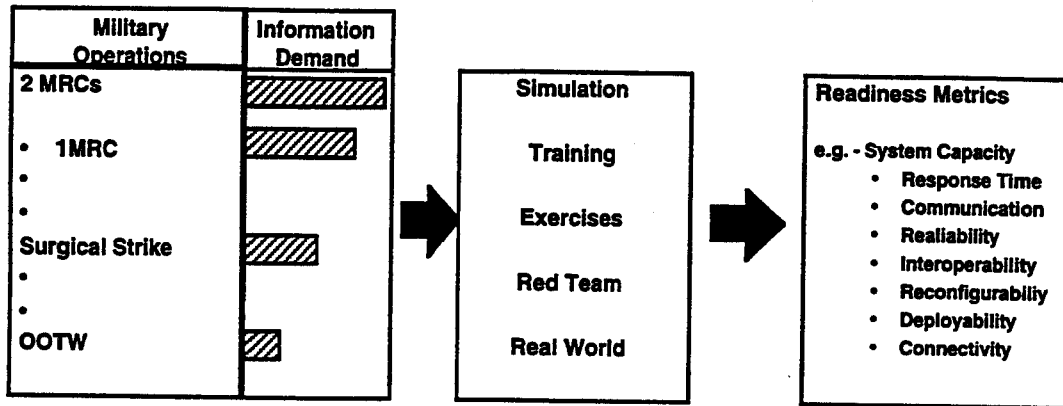 Military
Operations
Information
Demand
2 MRCs
• 1MRC
•
•
Surgical Strike
•
•
OOTW
Simulation
Training
Exercises
Red Team
Real World
Readiness Metrics
e.g. - System Capacity
• Response Time
• Communication
• Realiability
• Interoperability
• Reconfigurabiliy
• Deployability
• Connectivity